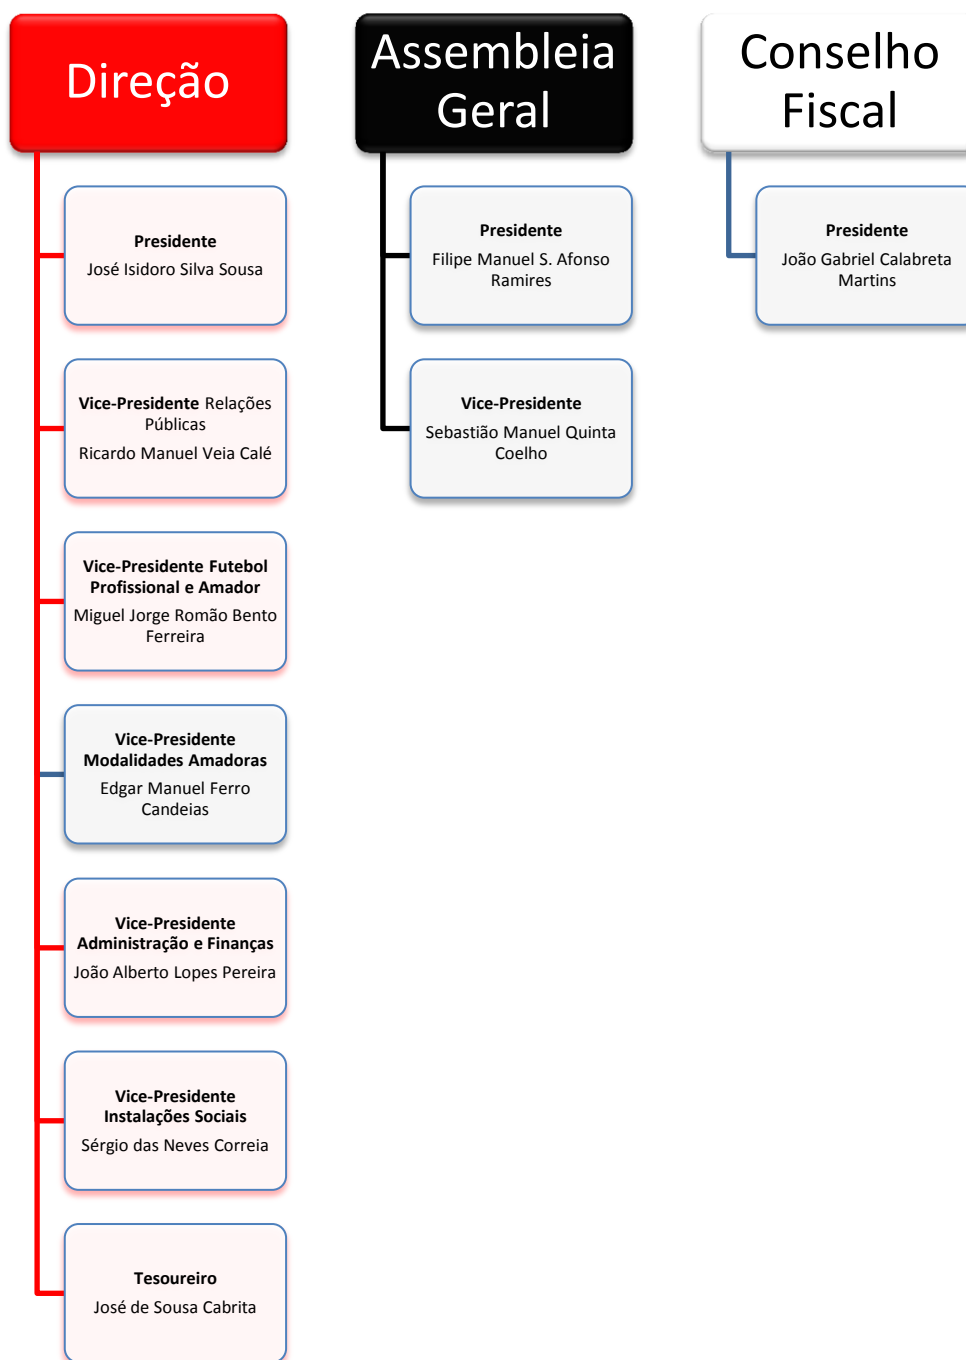 Direção
Presidente
José Isidoro Silva Sousa
Vice-Presidente Relações
Públicas
Ricardo Manuel Veia Calé
Vice-Presidente Futebol
Profissional e Amador
Miguel Jorge Romão Bento
Ferreira
Vice-Presidente
Modalidades Amadoras
Edgar Manuel Ferro
Candeias
Vice-Presidente
Administração e Finanças
João Alberto Lopes Pereira
Vice-Presidente
Instalações Sociais
Sérgio das Neves Correia
Tesoureiro
José de Sousa Cabrita
Assembleia
Geral
Presidente
Filipe Manuel S. Afonso
Ramires
Vice-Presidente
Sebastião Manuel Quinta
Coelho
Conselho
Fiscal
Presidente
João Gabriel Calabreta
Martins